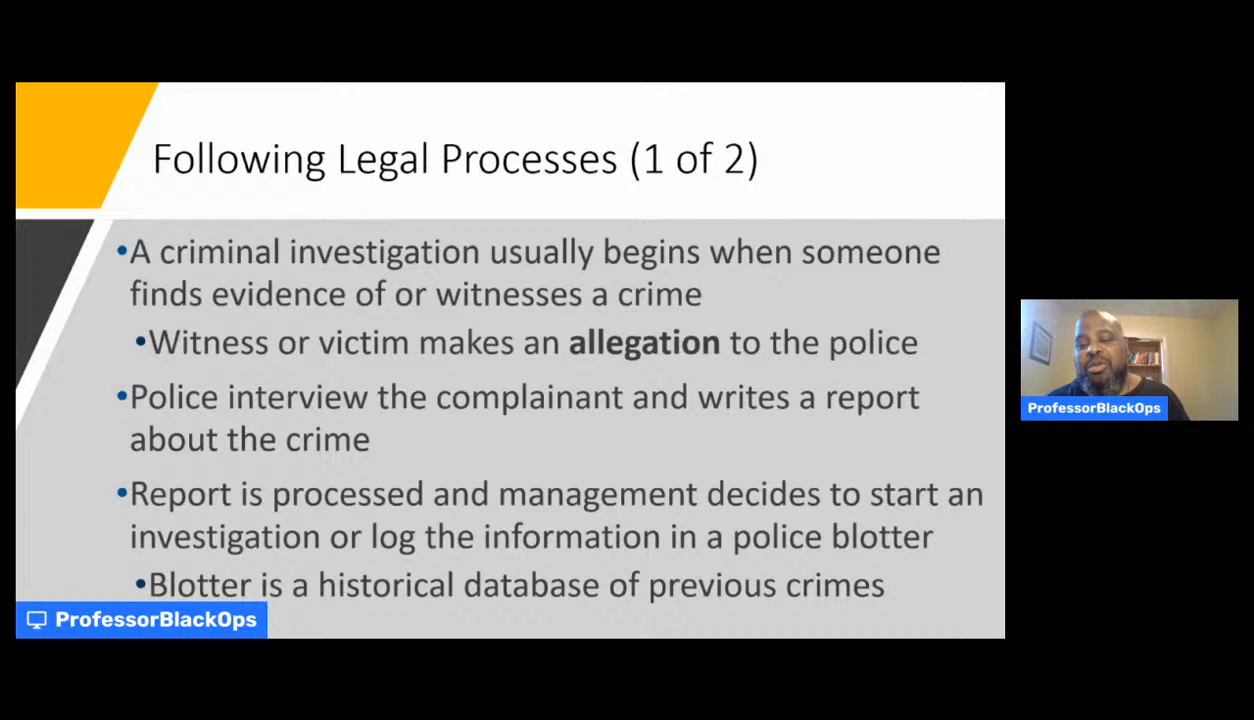 Following Legal Processes (1 of 2)
•A criminal investigation usually begins when someone
finds evidence of or witnesses a crime
•Witness or victim makes an allegation to the police
•Police interview the complainant and writes a report
about the crime
•Report is processed and management decides to start an
investigation or log the information in a police blotter
•Blotter is a historical database of previous crimes
ProfessorBlackOps
ProfessorBlackOps